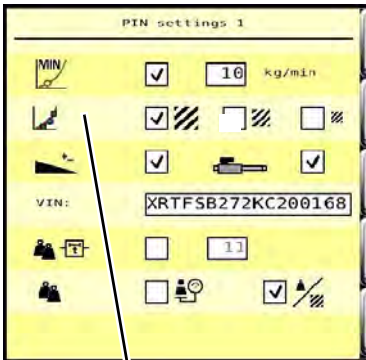 PIN settings 1
MIN 10 kg/min
+-
VIN: XRTFSB272KC200168
11